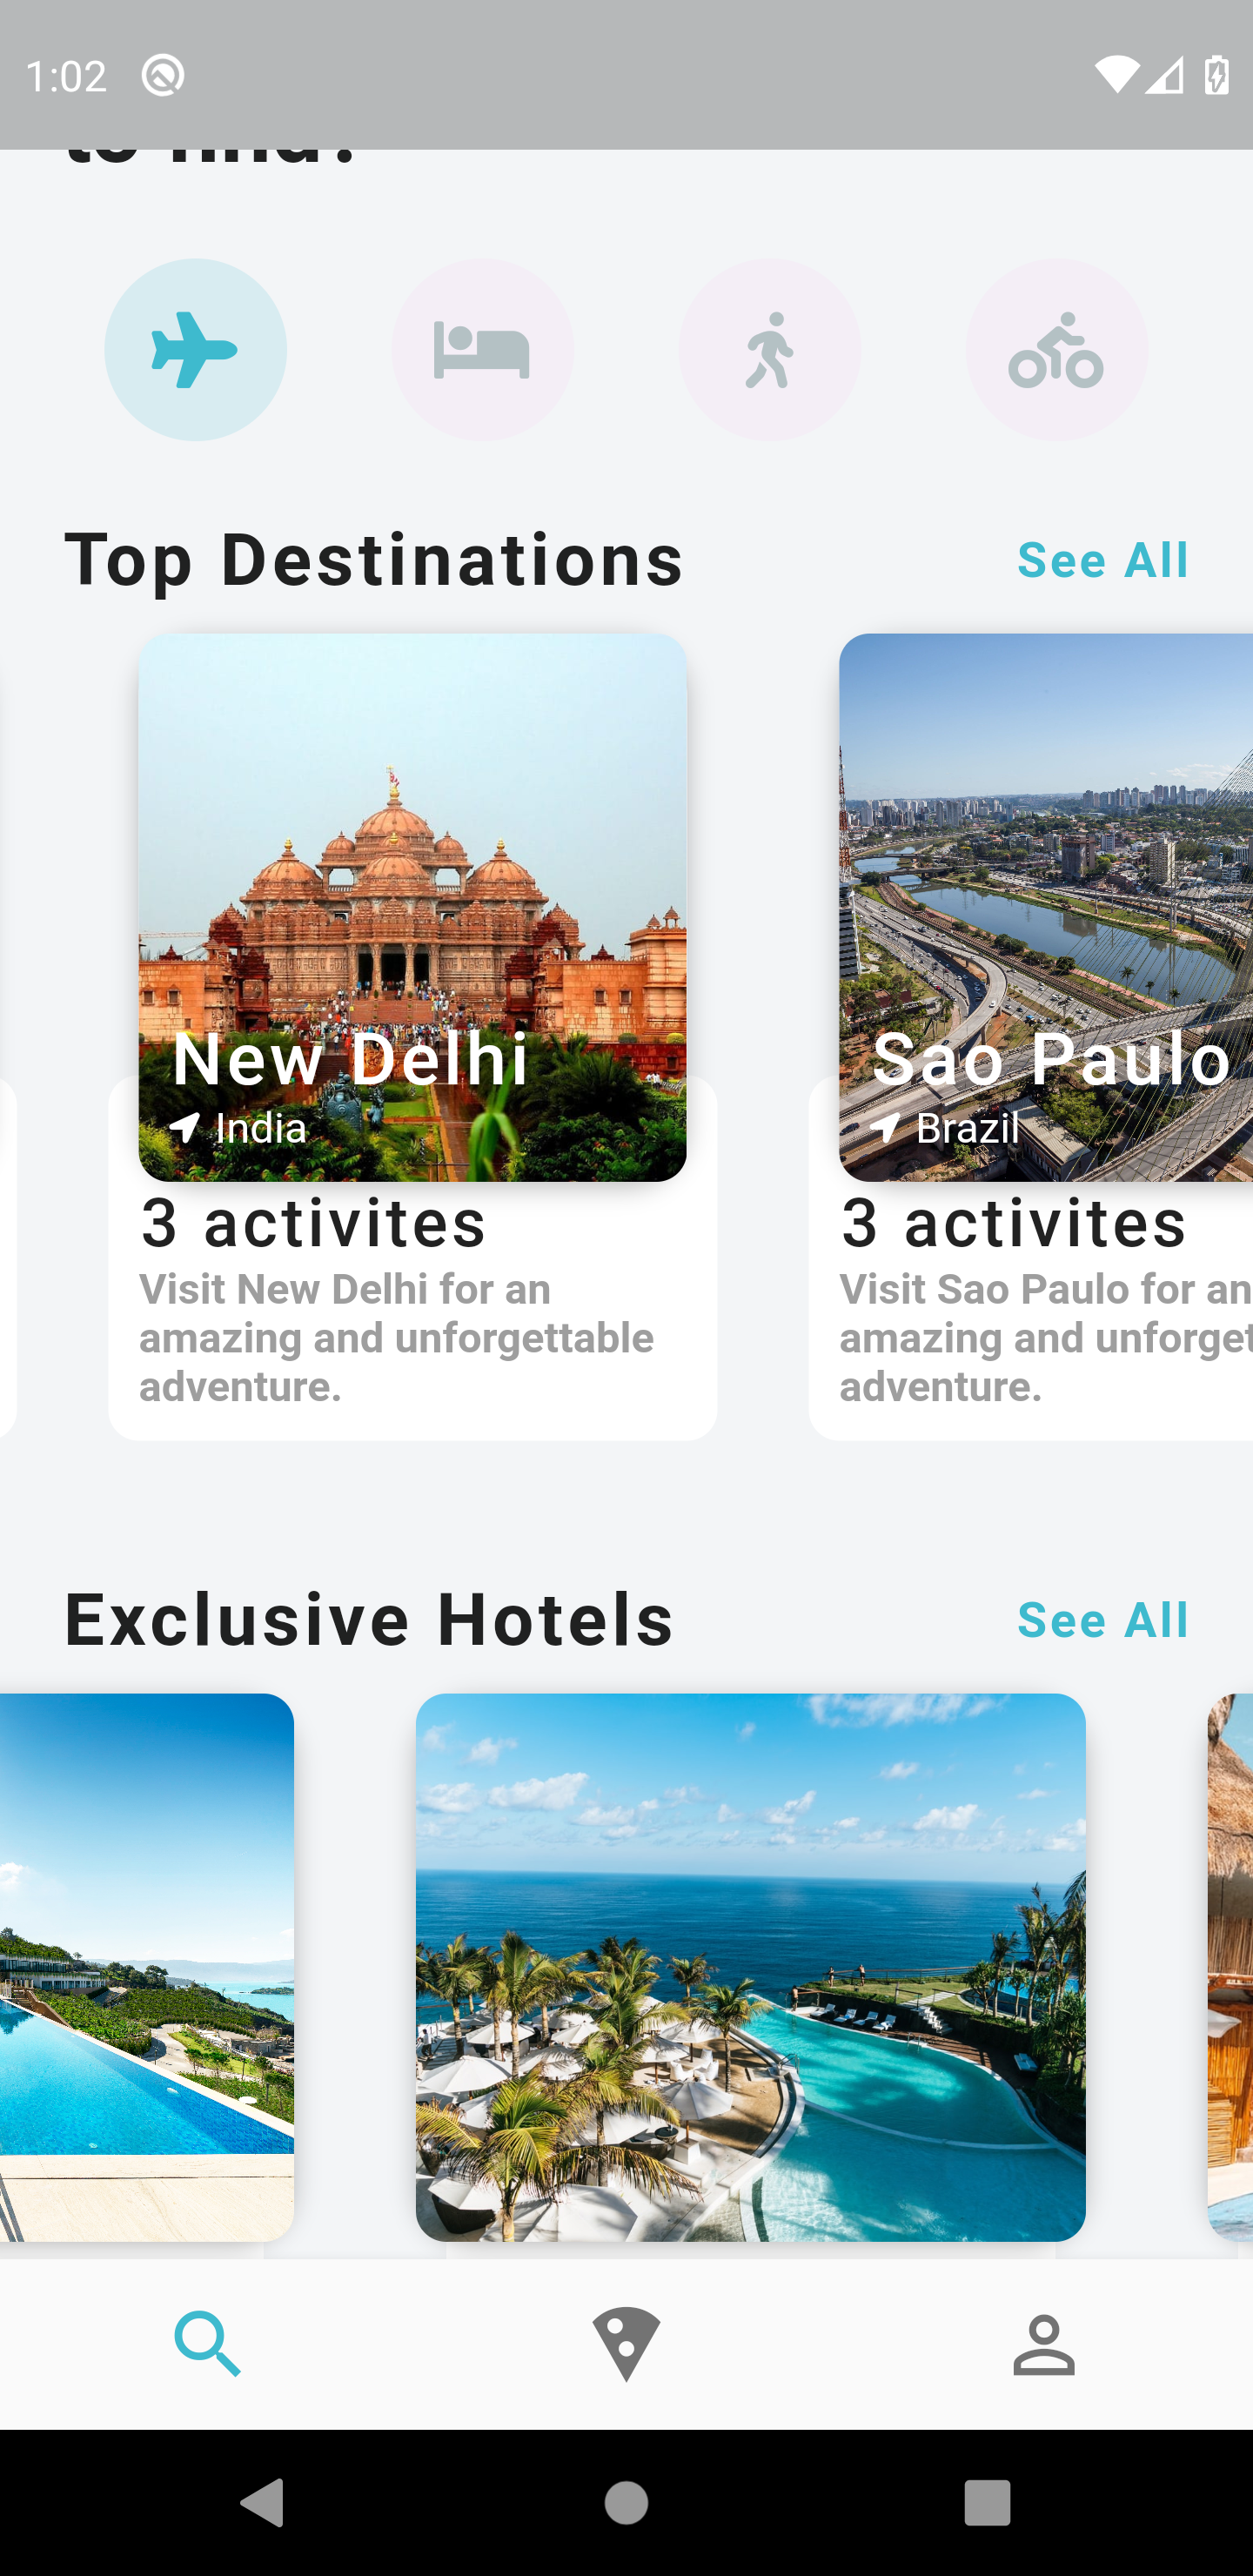 1:02
to find?
Top Destinations
See All
New Delhi
India
3 activites
Visit New Delhi for an
amazing and unforgettable
adventure.
Sao Paulo
Brazil
3 activites
Visit Sao Paulo for an
amazing and unforget
adventure.
Exclusive Hotels
See All